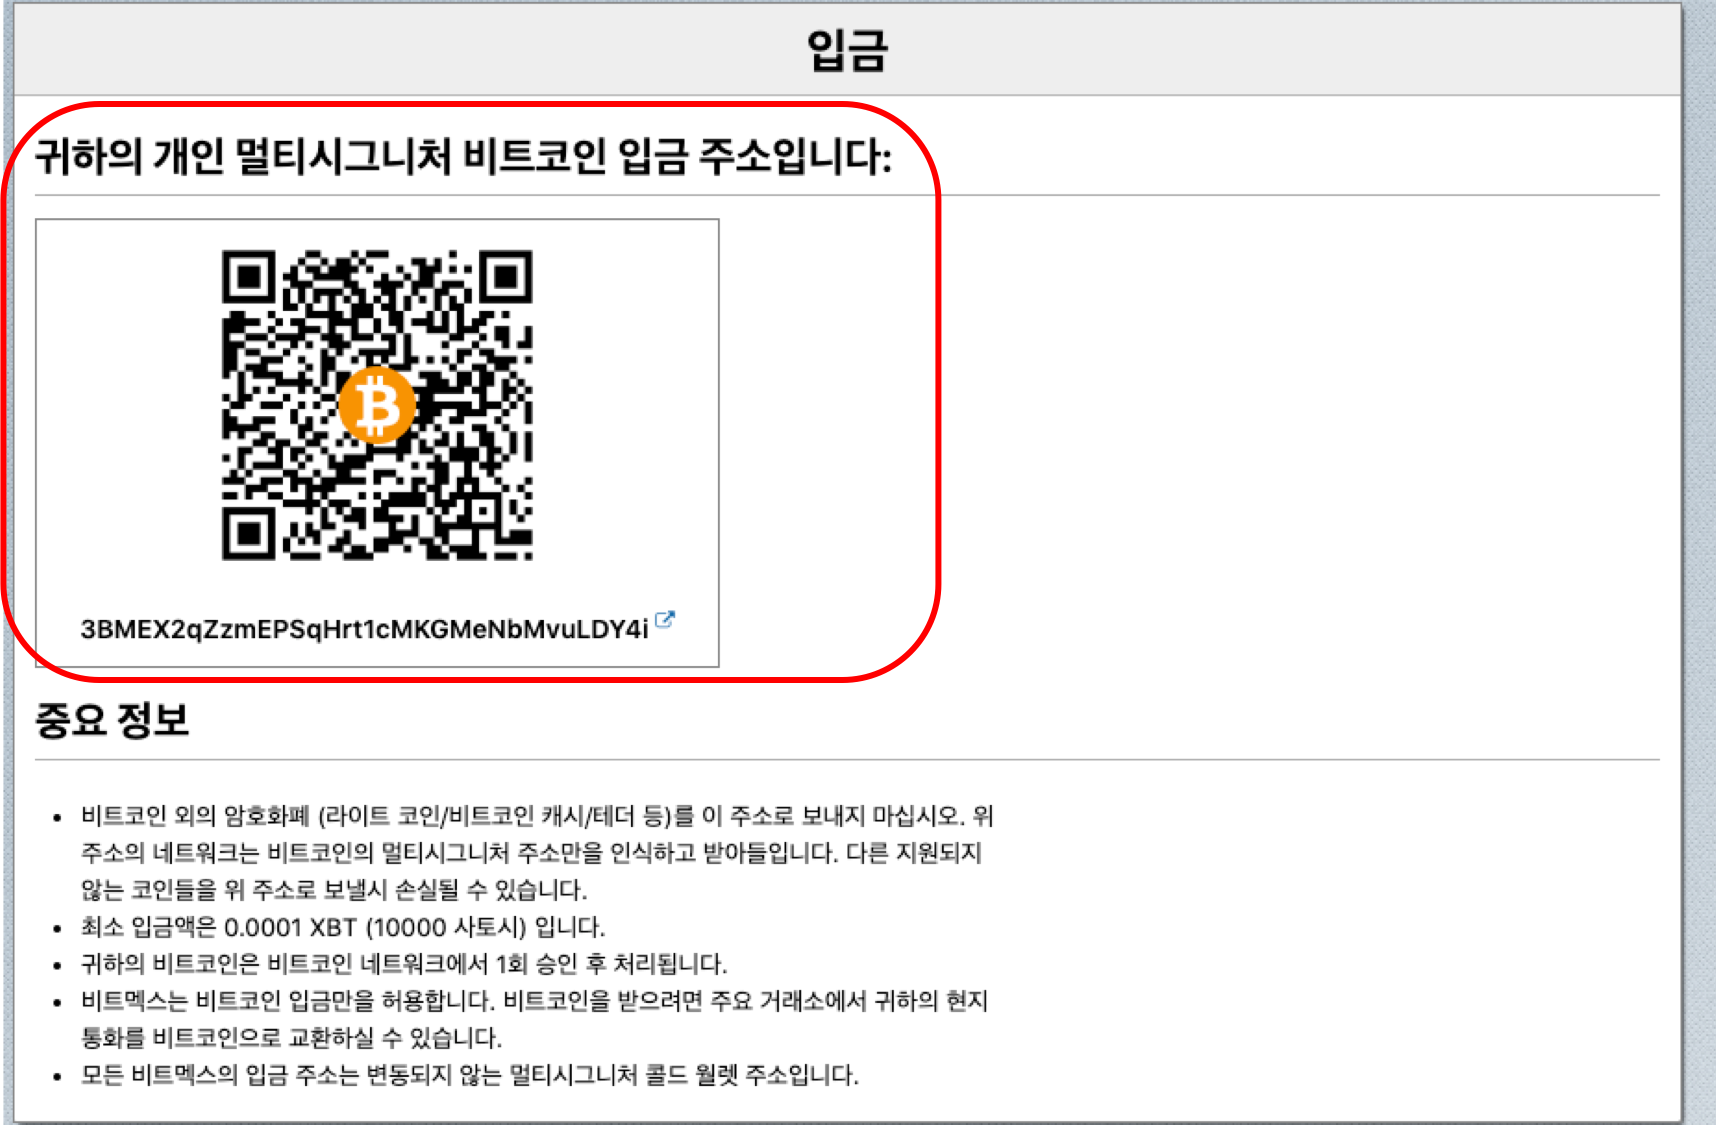 입금
귀하의 개인 멀티시그니처 비트코인 입금 주소입니다:
3BMEX2qZzmEPSqHrt1cMKGMeNbMvuLDY4i
중요 정보
• 비트코인 외의 암호화폐 (라이트 코인/비트코인 캐시/테더 등)를 이 주소로 보내지 마십시오. 위
주소의 네트워크는 비트코인의 멀티시그니처 주소만을 인식하고 받아들입니다. 다른 지원되지
않는 코인들을 위 주소로 보낼시 손실될 수 있습니다.
• 최소 입금액은 0.0001 XBT (10000 사토시) 입니다.
• 귀하의 비트코인은 비트코인 네트워크에서 1회 승인 후 처리됩니다.
• 비트멕스는 비트코인 입금만을 허용합니다. 비트코인을 받으려면 주요 거래소에서 귀하의 현지
통화를 비트코인으로 교환하실 수 있습니다.
• 모든 비트멕스의 입금 주소는 변동되지 않는 멀티시그니처 콜드 월렛 주소입니다.